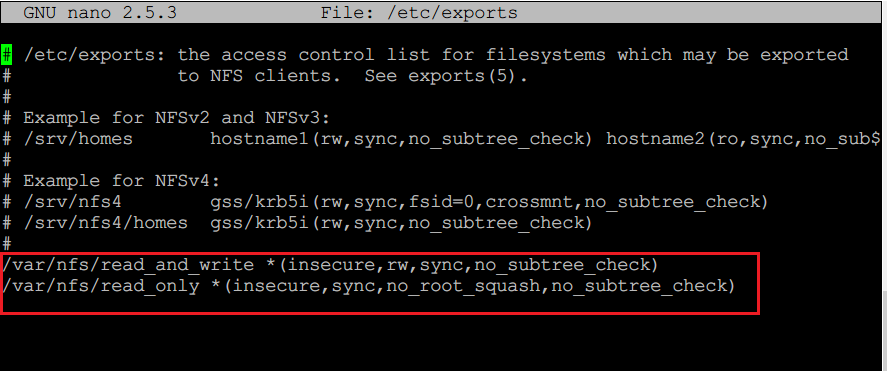 GNU nano 2.5.3 File: /etc/exports
# /etc/exports: the access control list for filesystems which may be exported
# to NFS clients. See exports(5).
#
# Example for NFSv2 and NFSv3:
# /srv/homes hostname1(rw,sync,no_subtree_check) hostname2(ro,sync,no_sub$
#
# Example for NFSv4:
# /srv/nfs4 gss/krb5i(rw,sync,fsid=0,crossmnt,no_subtree_check)
# /srv/nfs4/homes gss/krb5i(rw,sync,no_subtree_check)
#
/var/nfs/read_and_write *(insecure,rw,sync,no_subtree_check)
/var/nfs/read_only *(insecure,sync,no_root_squash,no_subtree_check)